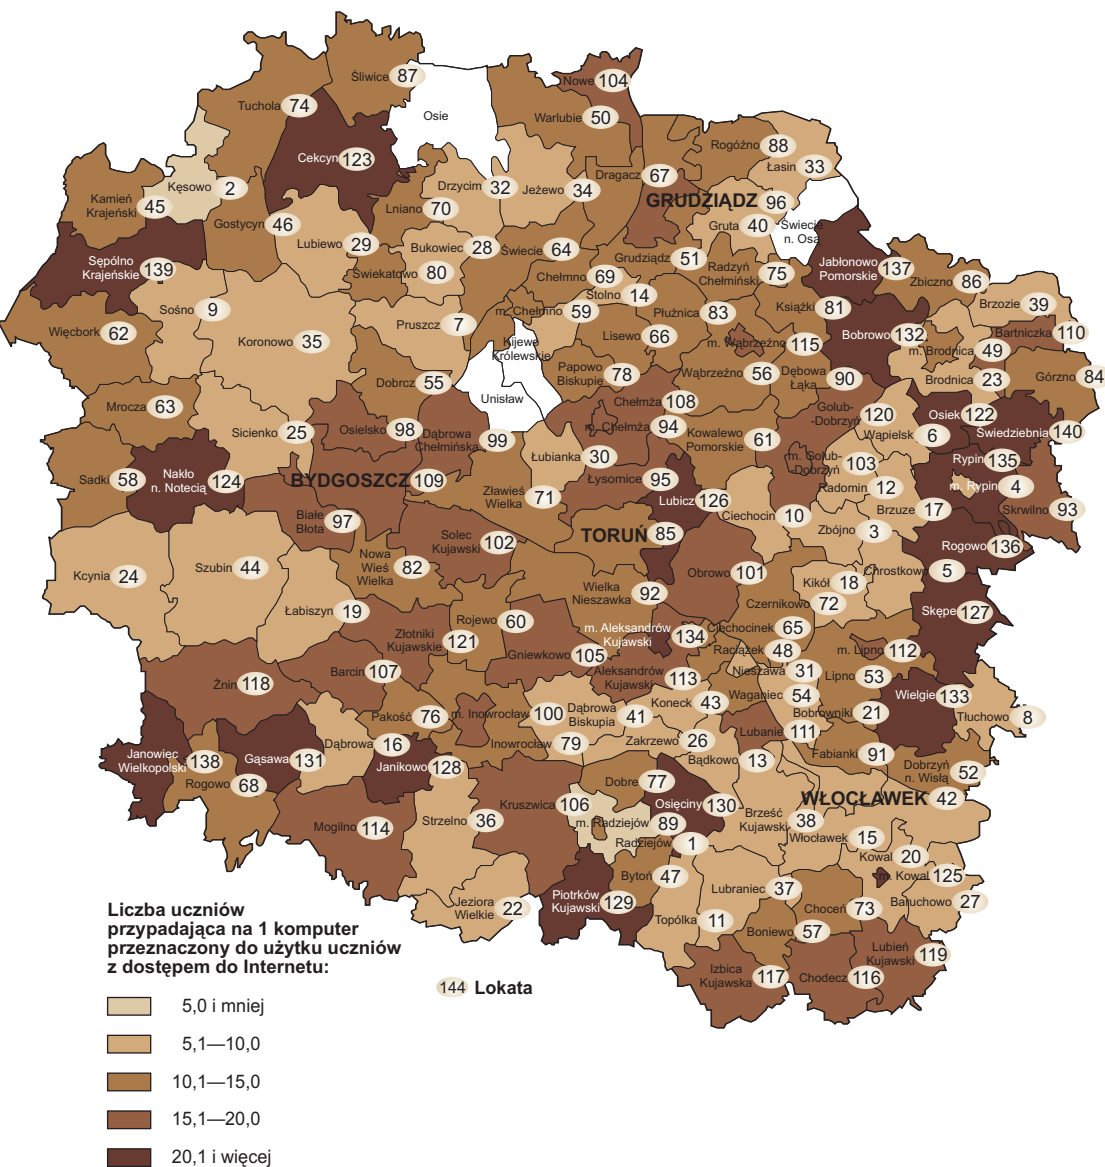 Śliwice 87
Nowe 104
Tuchola 74
Osie
Warlubie 50
Cekcyn 123
Rogóźno 88
Łasin 33
Kęsowo 2
Drzycim 32
Jeżewo 34
Dragacz 67
Kamień
Krajeński 45
Lniano 70
GRUDZIĄDZ 96
Gostycyn 46
Gruta 40
Świecie
n. Osą
Lubiewo 29
Bukowiec 28
Świecie 64
Grudziądz 51
Sępólno
Krajeńskie 139
Świekatowo 80
Chełmno 69
Radzyń
Chełmiński 75
Jabłonowo
Pomorskie 137
Zbiczno 86
Sośno 9
Stolno 14
Książki 81
Brzozie 39
Więcbork 62
Koronowo 35
Pruszcz 7
m. Chełmno 59
Płużnica 83
Bobrowo 132
Bartniczka 110
Kijewo
Królewskie
Lisewo 66
m. Wąbrzeźno 115
m. Brodnica 49
Dobrcz 55
Unisław
Papowo
Biskupie 78
Wąbrzeźno 56
Dębowa
Łąka 90
Brodnica 23
Górzno 84
Mrocza 63
Chełmża 108
Golub-
-Dobrzyń 120
Osiek 122
Sicienko 25
Osielsko 98
Dąbrowa
Chełmińska 99
m. Chełmża 94
Kowalewo
Pomorskie 61
Wąpielsk 6
Świedziebnia 140
Sadki 58
Nakło
n. Notecią 124
BYDGOSZCZ 109
Łubianka 30
Łysomice 95
m. Golub-
Dobrzyń 103
Rypin 135
Zławieś
Wielka 71
Lubicz 126
Radomin 12
m. Rypin 4
Białe
Błota 97
Ciechocin 10
Brzuze 17
Skrwilno 93
Solec
Kujawski 102
TORUŃ 85
Zbójno 3
Rogowo 136
Kcynia 24
Szubin 44
Nowa
Wieś
Wielka 82
Obrowo 101
Kikół 18
Chrostkowo 5
Wielka
Nieszawka 92
Czernikowo 72
Łabiszyn 19
Rojewo 60
Skępe 127
Złotniki
Kujawskie 121
m. Aleksandrów
Kujawski 134
Ciechocinek 65
Gniewkowo 105
Raciążek 48
m. Lipno 112
Żnin 118
Barcin 107
Aleksandrów
Kujawski 113
Nieszawa 31
Lipno 53
Pakość 76
m. Inowrocław 100
Dąbrowa
Biskupia 41
Koneck 43
Waganiec 54
Wielgie 133
Bobrowniki 21
Tłuchowo 8
Janowiec
Wielkopolski 138
Gąsawa 131
Dąbrowa 16
Inowrocław 79
Zakrzewo 26
Lubanie 111
Janikowo 128
Bądkowo 13
Fabianki 91
Rogowo 68
Dobre 77
Dobrzyń
n. Wisłą 52
Kruszwica 106
Osięciny 130
WŁOCŁAWEK 42
Mogilno 114
Strzelno 36
m. Radziejów 89
Brześć
Kujawski 38
Włocławek 15
Radziejów 1
Kowal 20
Bytoń 47
m. Kowal 125
Jeziora
Wielkie 22
Piotrków
Kujawski 129
Lubraniec 37
Choceń 73
Baruchowo 27
Topólka 11
Boniewo 57
Lubień
Kujawski 119
Izbica
Kujawska 117
Chodecz 116
Liczba uczniów
przypadająca na 1 komputer
przeznaczony do użytku uczniów
z dostępem do Internetu:
144 Lokata
5,0 i mniej
5,1—10,0
10,1—15,0
15,1—20,0
20,1 i więcej